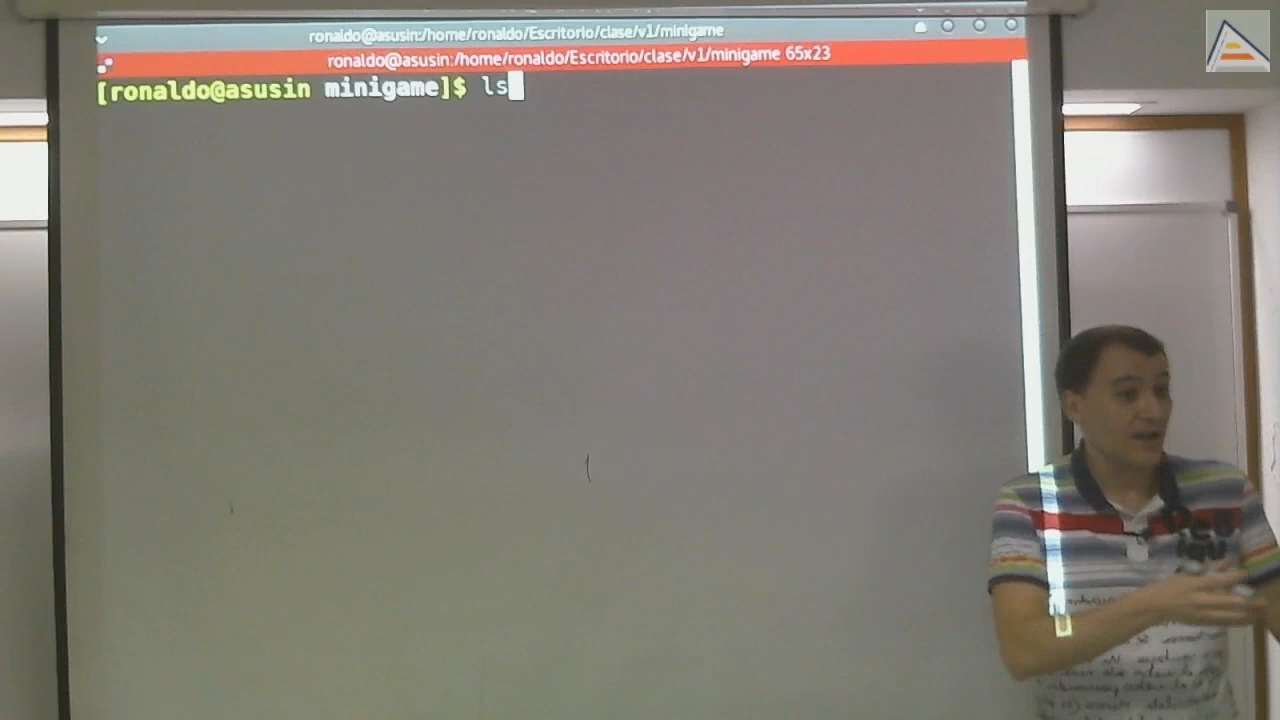 ronaldo@asusin:/home/ronaldo/Escritorio/clase/v1/minigame
ronaldo@asusin:/home/ronaldo/Escritorio/clase/v1/minigame 65x23
[ronaldo@asusin minigame]$ ls